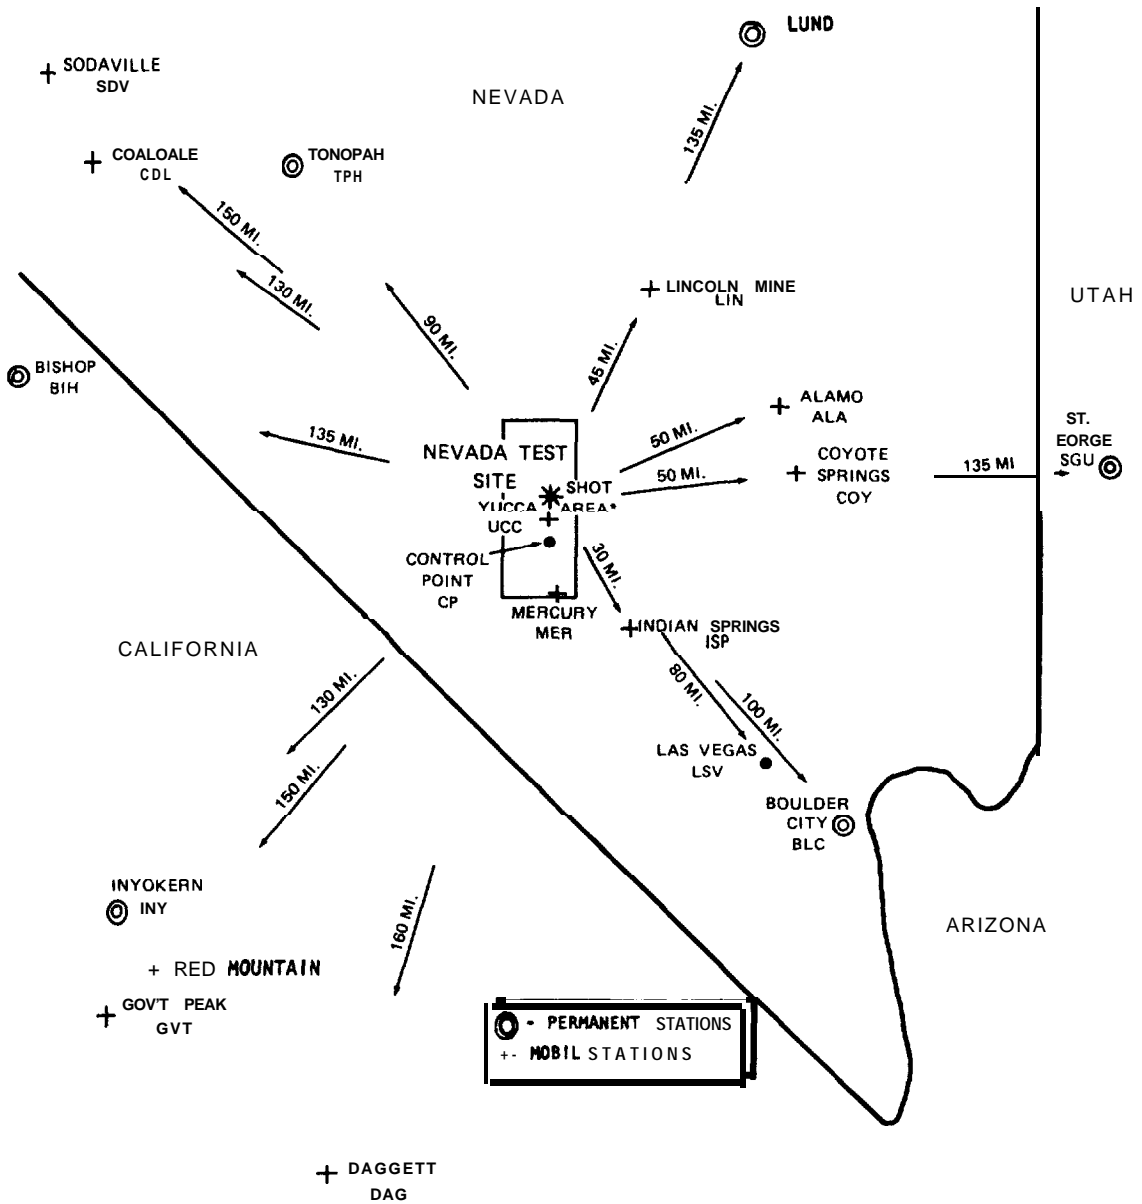 LUND
SODAVILLE
SDV
NEVADA
135 MI.
COALOALE
CDL
TONOPAH
TPH
150 MI.
130 MI.
90 MI.
LINCOLN MINE
LIN
UTAH
45 MI.
BISHOP
BIH
ALAMO
ALA
135 MI.
50 MI.
ST.
EORGE
SGU
NEVADA TEST
SITE
COYOTE
SPRINGS
COY
50 MI.
135 MI
SHOT
YUCCA AREA*
UCC
CONTROL
POINT
CP
30 MI.
MERCURY
MER
INDIAN SPRINGS
ISP
CALIFORNIA
80 MI.
100 MI.
130 MI.
LAS VEGAS
LSV
150 MI.
BOULDER
CITY
BLC
INYOKERN
INY
160 MI.
ARIZONA
+ RED MOUNTAIN
GOV'T PEAK
GVT
- PERMANENT STATIONS
+- MOBIL STATIONS
DAGGETT
DAG